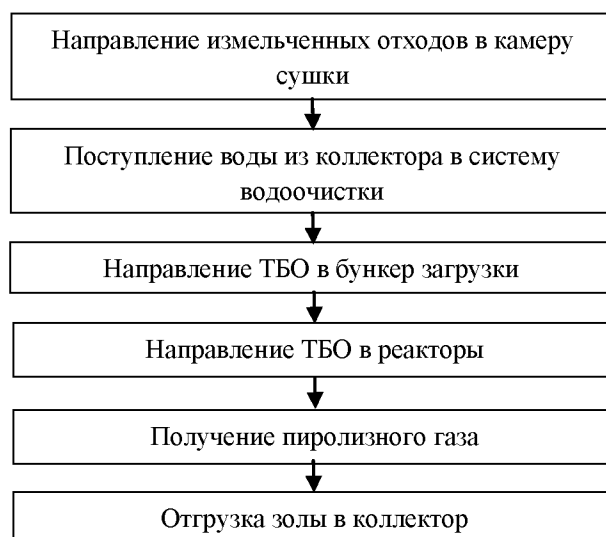 Направление измельченных отходов в камеру
сушки
Поступление воды из коллектора в систему
водоочистки
Направление ТБО в бункер загрузки
Направление ТБО в реакторы
Получение пиролизного газа
Отгрузка золы в коллектор